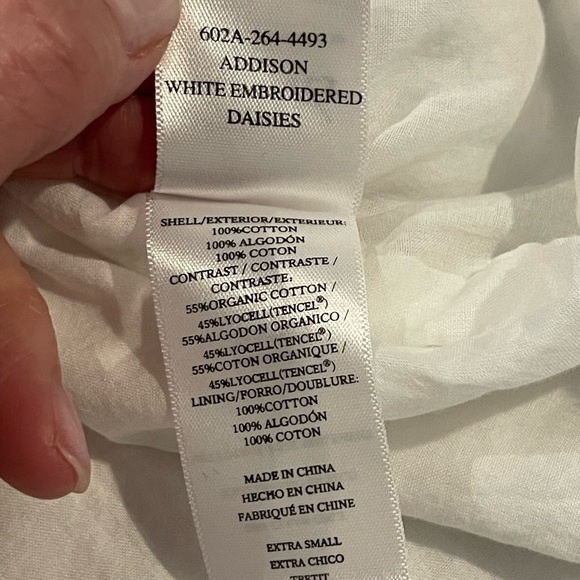 602A-264-4493
ADDISON
WHITE EMBROIDERED
DAISIES
SHELL/EXTERIOR/EXTERIEUR:
100%COTTON
100% ALGODÓN
100% COTON
CONTRAST / CONTRASTE /
CONTRASTE:
55%ORGANIC COTTON /
45%LYOCELL(TENCEL®)
55%ALGODON ORGANICO /
45%LYOCELL(TENCEL®)
55%COTON ORGANIQUE /
45%LYOCELL(TENCEL®)
LINING/FORRO/DOUBLURE:
100%COTTON
100% ALGODÓN
100% COTON
MADE IN CHINA
HECHO EN CHINA
FABRIQUÉ EN CHINE
EXTRA SMALL
EXTRA CHICO